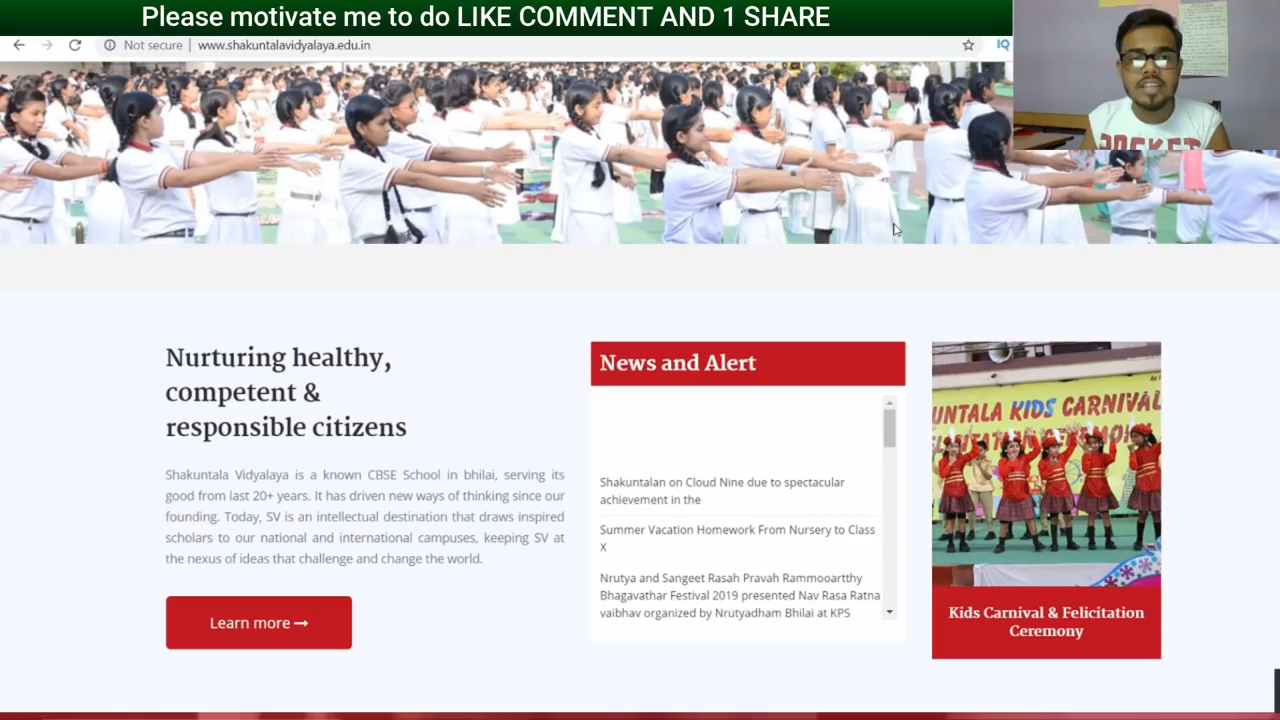 Please motivate me to do LIKE COMMENT AND 1 SHARE
Not secure
www.shakuntalavidyalaya.edu.in
IQ
Nurturing healthy,
competent &
responsible citizens
Shakuntala Vidyalaya is a known CBSE School in bhilai, serving its
good from last 20+ years. It has driven new ways of thinking since our
founding. Today, SV is an intellectual destination that draws inspired
scholars to our national and international campuses, keeping SV at
the nexus of ideas that challenge and change the world.
Learn more
News and Alert
Shakuntalan on Cloud Nine due to spectacular
achievement in the
Summer Vacation Homework From Nursery to Class
X
Nrutya and Sangeet Rasah Pravah Rammooartthy
Bhagavathar Festival 2019 presented Nav Rasa Ratna
vaibhav organized by Nrutyadham Bhilai at KPS
UNTALA KIDS CARNIVAL
Kids Carnival & Felicitation
Ceremony